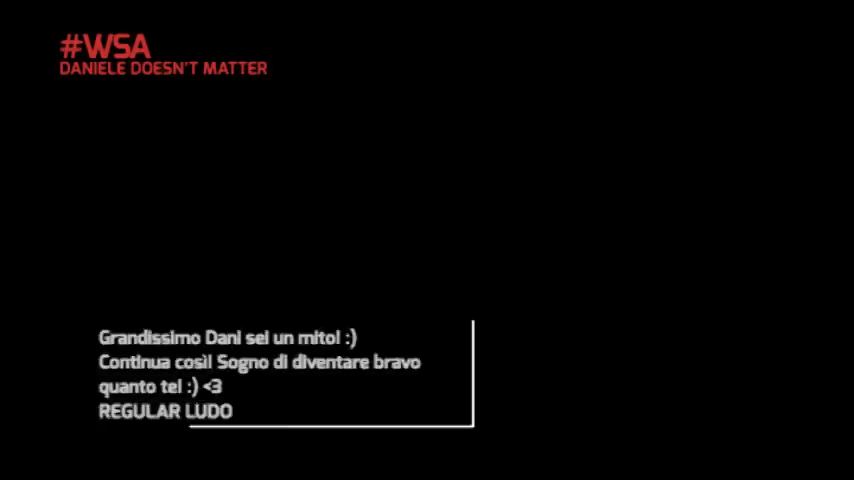 #WSA
DANIELE DOESN'T MATTER
Grandissimo Dani sei un mito! :)
Continua così! Sogno di diventare bravo
quanto te! :) <3
REGULAR LUDO